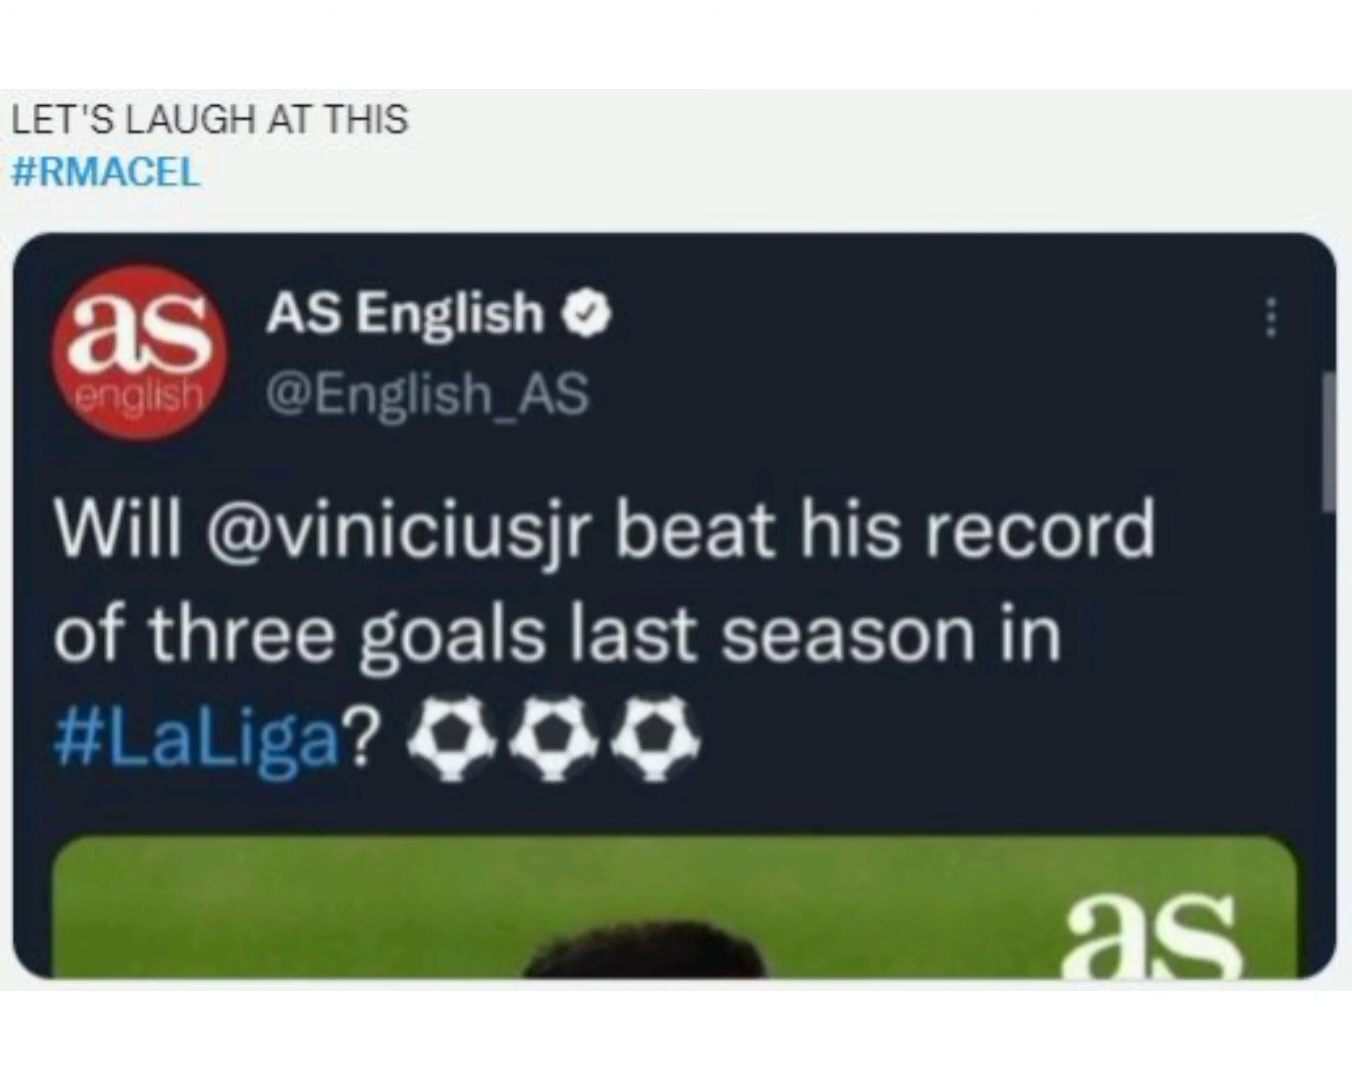 LET'S LAUGH AT THIS
#RMACEL
as
english
AS English
@English_AS
Will @viniciusjr beat his record
of three goals last season in
#LaLiga? ⚽⚽⚽
as